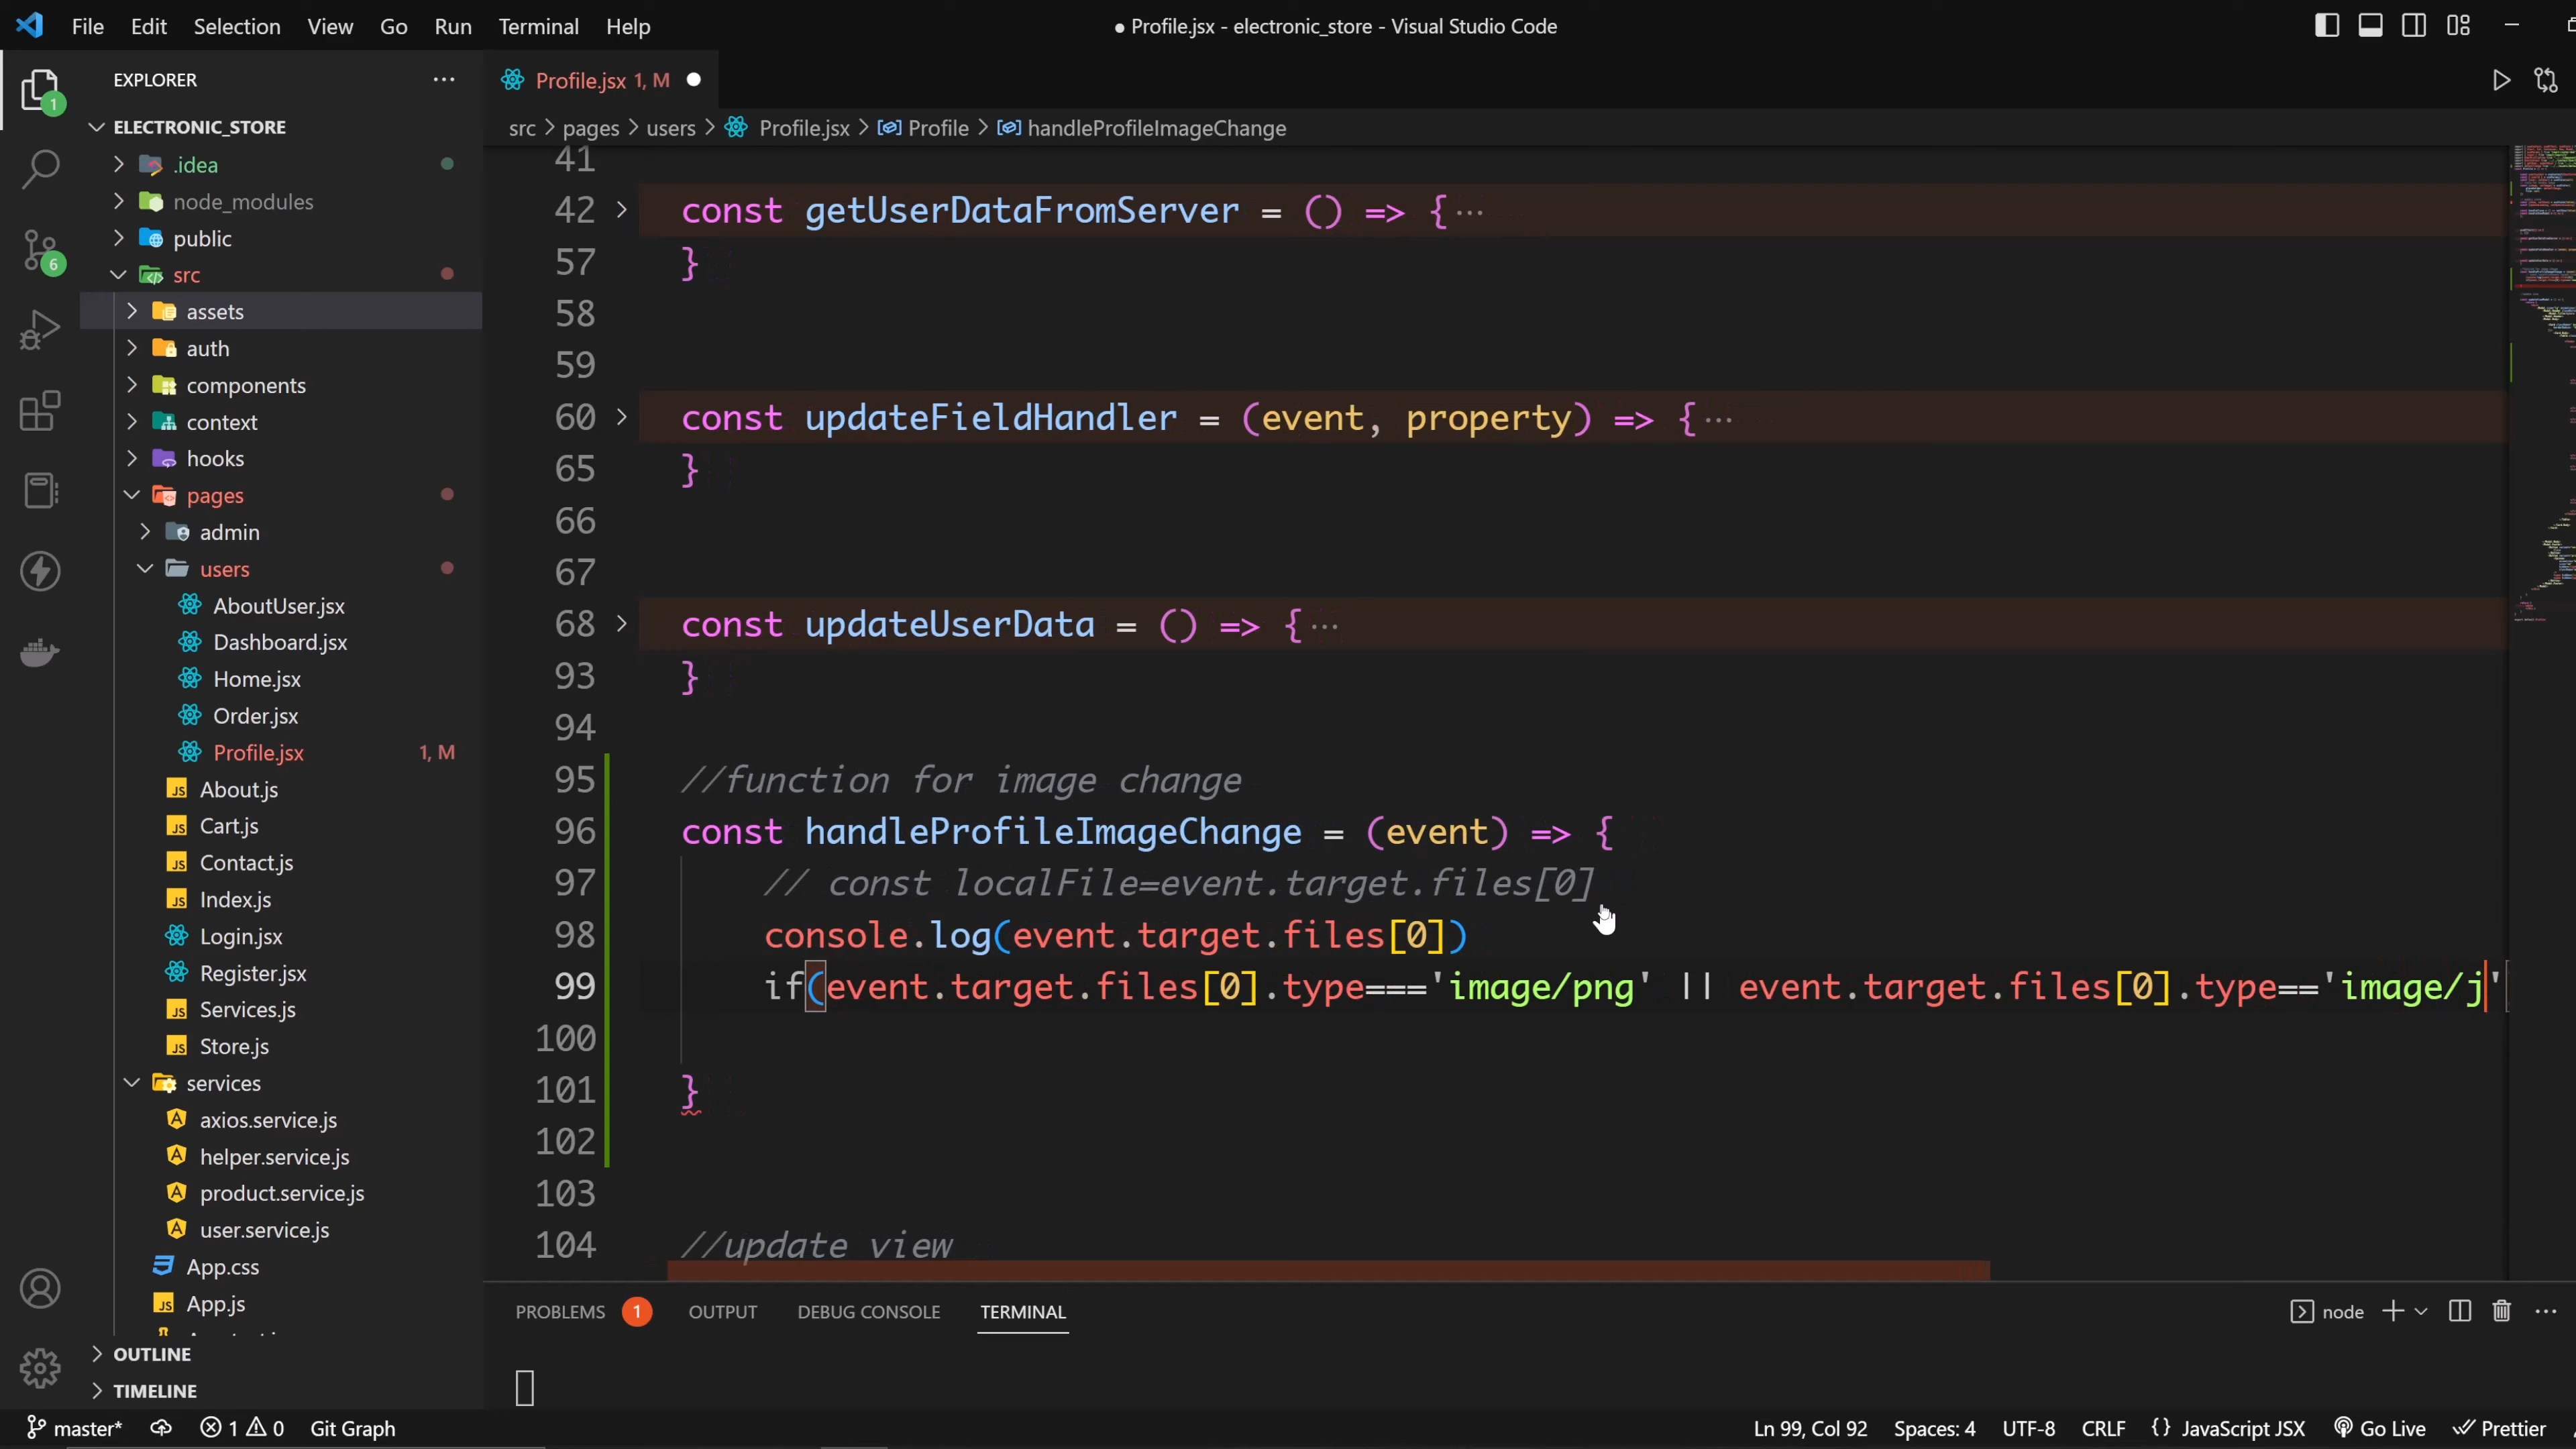 File Edit Selection View Go Run Terminal Help
● Profile.jsx - electronic_store - Visual Studio Code
EXPLORER
Profile.jsx 1, M
ELECTRONIC_STORE
src > pages > users > Profile.jsx > Profile > handleProfileImageChange
.idea
node_modules
public
src
assets
auth
components
context
hooks
pages
admin
users
AboutUser.jsx
Dashboard.jsx
Home.jsx
Order.jsx
Profile.jsx 1, M
About.js
Cart.js
Contact.js
Index.js
Login.jsx
Register.jsx
Services.js
Store.js
services
axios.service.js
helper.service.js
product.service.js
user.service.js
App.css
App.js
OUTLINE
TIMELINE
41
42 const getUserDataFromServer = () => {···
57 }
58
59
60 const updateFieldHandler = (event, property) => {···
65 }
66
67
68 const updateUserData = () => {···
93 }
94
95 //function for image change
96 const handleProfileImageChange = (event) => {
97 // const localFile=event.target.files[0]
98 console.log(event.target.files[0])
99 if(event.target.files[0].type==='image/png' || event.target.files[0].type=='image/j'
100
101 }
102
103
104 //update view
PROBLEMS 1 OUTPUT DEBUG CONSOLE TERMINAL
node
1
6
master* 1 0 Git Graph
Ln 99, Col 92 Spaces: 4 UTF-8 CRLF {} JavaScript JSX Go Live Prettier